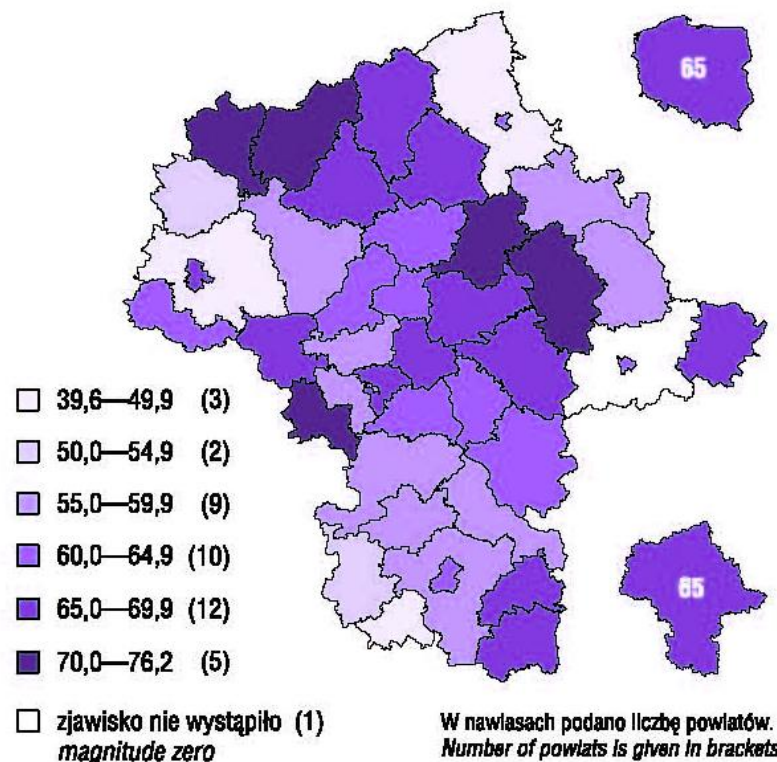 65
39,6—49,9 (3)
50,0—54,9 (2)
55,0—59,9 (9)
60,0—64,9 (10)
65,0—69,9 (12)
70,0—76,2 (5)
zjawisko nie wystąpiło (1)
magnitude zero
65
W nawiasach podano liczbę powiatów.
Number of powiats is given in brackets